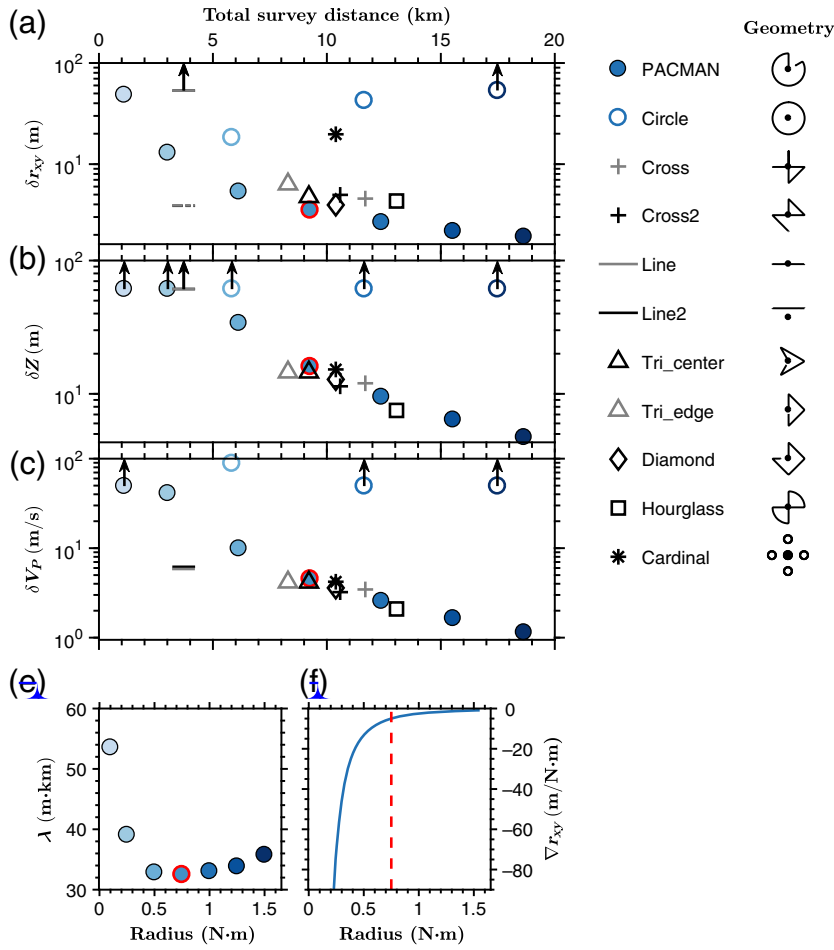 Total survey distance (km)
(a)
0 5 10 15 20
Geometry
10² 10¹
δr_xy (m)
PACMAN
Circle
Cross
Cross2
(b)
10² 10¹
δZ (m)
Line
Line2
Tri_center
Tri_edge
(c)
10² 10¹ 10⁰
δV_P (m/s)
Diamond
Hourglass
Cardinal
(e)
60 50 40 30
λ (m·km)
0 0.5 1 1.5
Radius (N·m)
(f)
0 −20 −40 −60 −80
∇r_xy (m/N·m)
0 0.5 1 1.5
Radius (N·m)